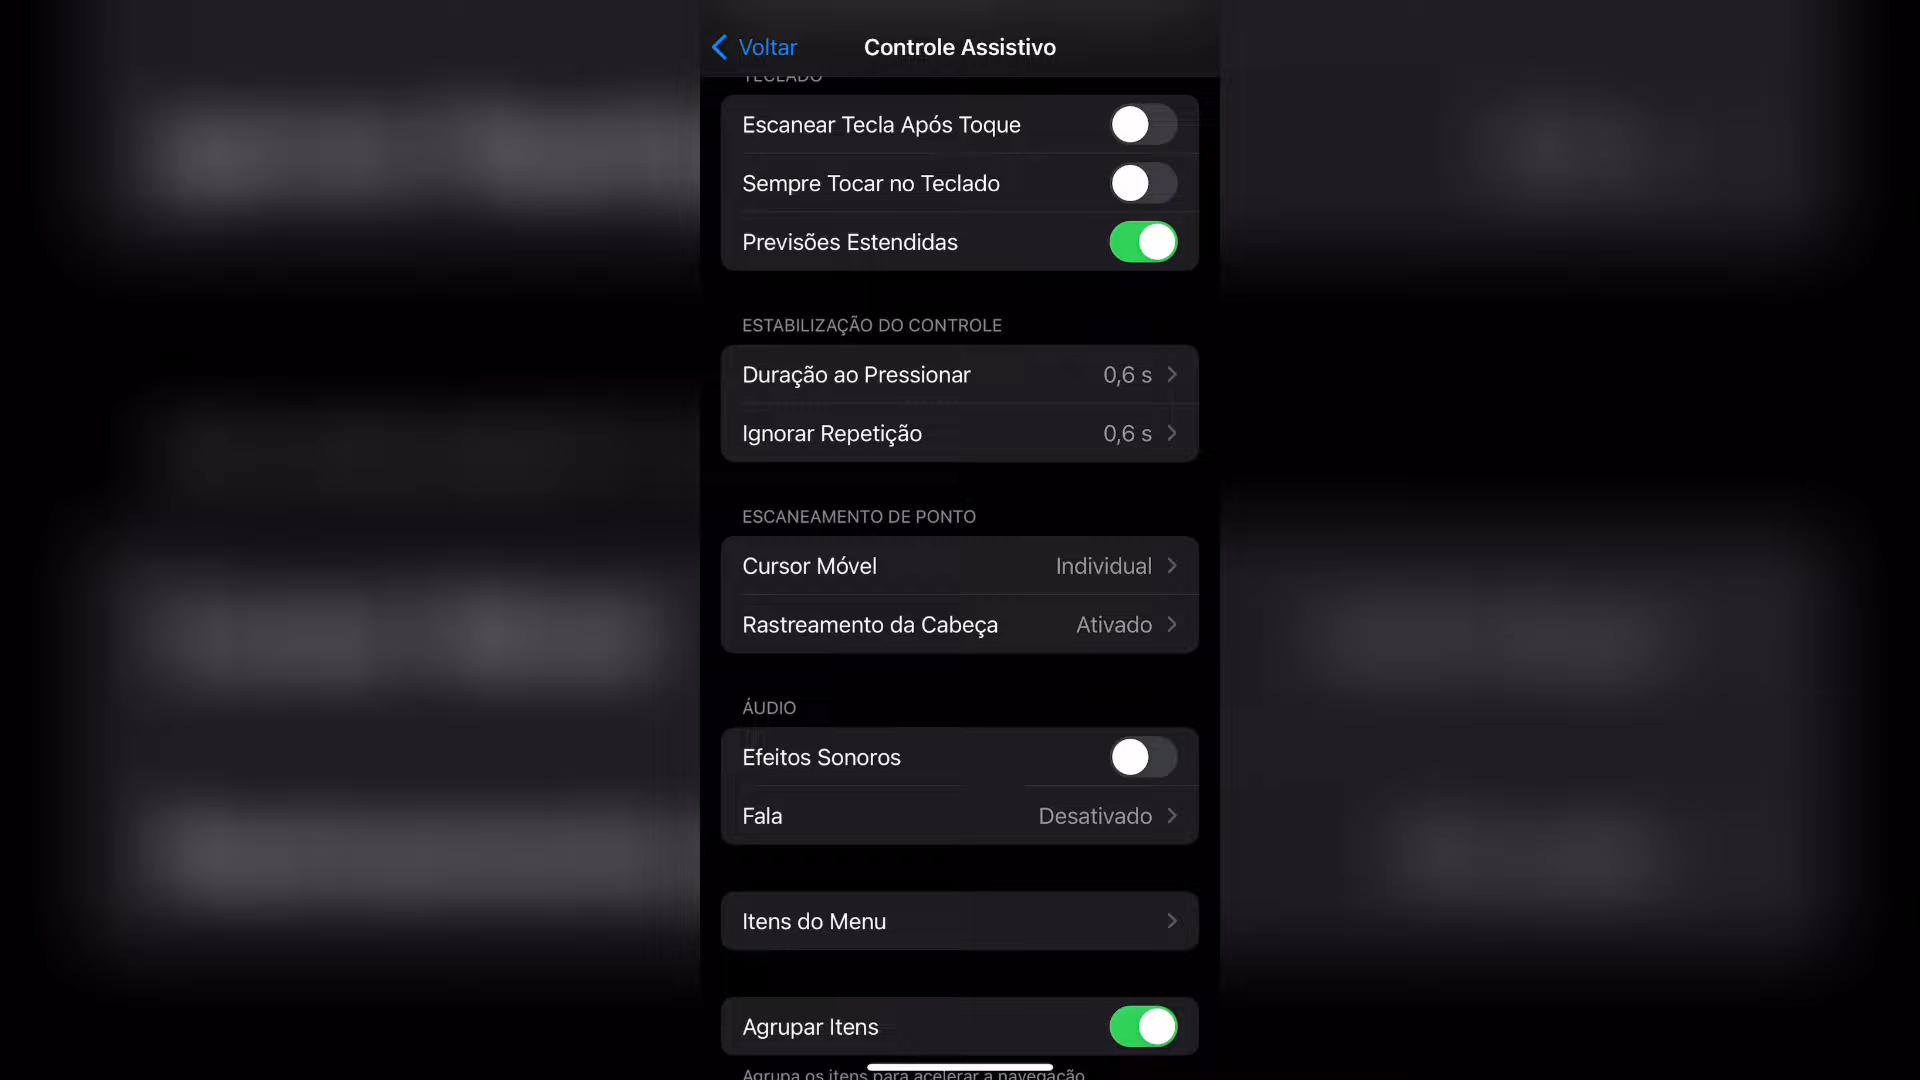 Voltar
Controle Assistivo
TECLADO
Escanear Tecla Após Toque
Sempre Tocar no Teclado
Previsões Estendidas
ESTABILIZAÇÃO DO CONTROLE
Duração ao Pressionar 0,6 s
Ignorar Repetição 0,6 s
ESCANEAMENTO DE PONTO
Cursor Móvel Individual
Rastreamento da Cabeça Ativado
ÁUDIO
Efeitos Sonoros
Fala Desativado
Itens do Menu
Agrupar Itens
Agrupa os itens para acelerar a navegação